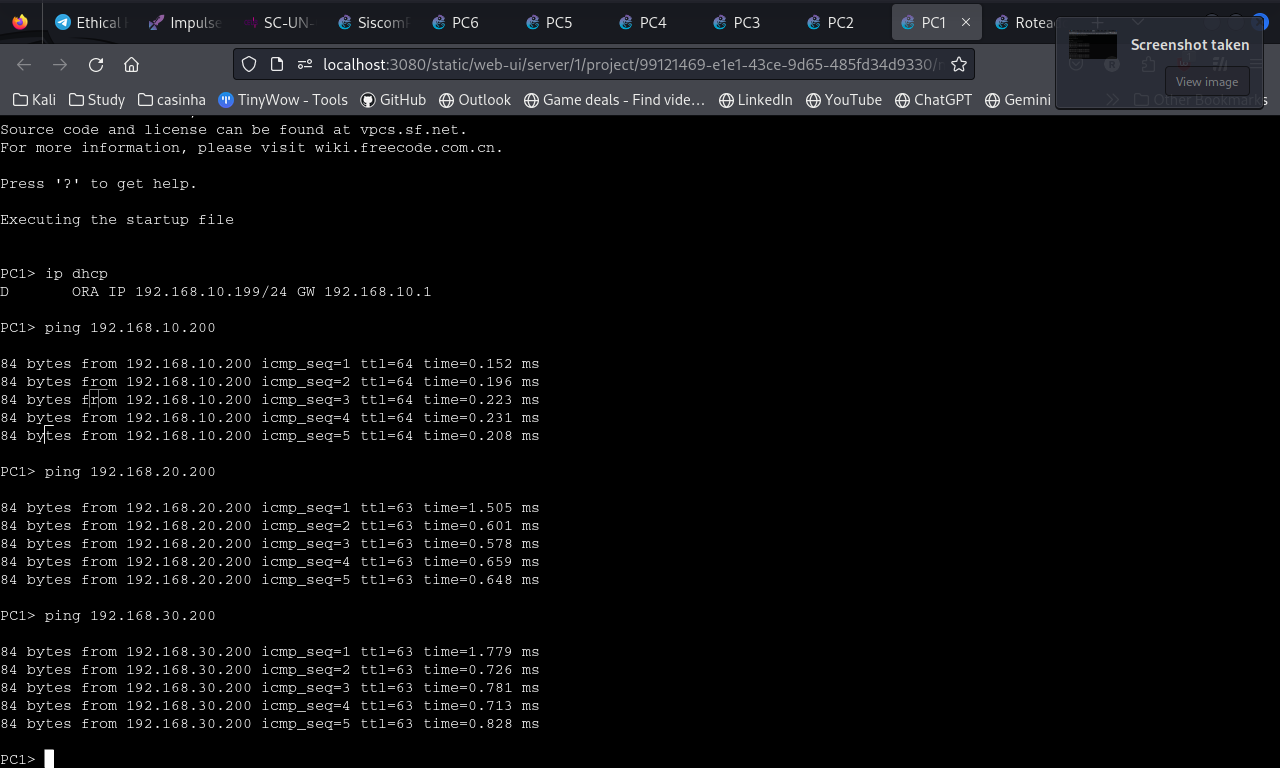 Ethical
Impulse
SC-UN-
Siscom
PC6
PC5
PC4
PC3
PC2
PC1
Rotea
Screenshot taken
View image
localhost:3080/static/web-ui/server/1/project/99121469-e1e1-43ce-9d65-485fd34d9330/
Kali
Study
casinha
TinyWow - Tools
GitHub
Outlook
Game deals - Find vide…
LinkedIn
YouTube
ChatGPT
Gemini
Other Bookmarks
Source code and license can be found at vpcs.sf.net.
For more information, please visit wiki.freecode.com.cn.
Press '?' to get help.
Executing the startup file
PC1> ip dhcp
D       ORA IP 192.168.10.199/24 GW 192.168.10.1
PC1> ping 192.168.10.200
84 bytes from 192.168.10.200 icmp_seq=1 ttl=64 time=0.152 ms
84 bytes from 192.168.10.200 icmp_seq=2 ttl=64 time=0.196 ms
84 bytes from 192.168.10.200 icmp_seq=3 ttl=64 time=0.223 ms
84 bytes from 192.168.10.200 icmp_seq=4 ttl=64 time=0.231 ms
84 bytes from 192.168.10.200 icmp_seq=5 ttl=64 time=0.208 ms
PC1> ping 192.168.20.200
84 bytes from 192.168.20.200 icmp_seq=1 ttl=63 time=1.505 ms
84 bytes from 192.168.20.200 icmp_seq=2 ttl=63 time=0.601 ms
84 bytes from 192.168.20.200 icmp_seq=3 ttl=63 time=0.578 ms
84 bytes from 192.168.20.200 icmp_seq=4 ttl=63 time=0.659 ms
84 bytes from 192.168.20.200 icmp_seq=5 ttl=63 time=0.648 ms
PC1> ping 192.168.30.200
84 bytes from 192.168.30.200 icmp_seq=1 ttl=63 time=1.779 ms
84 bytes from 192.168.30.200 icmp_seq=2 ttl=63 time=0.726 ms
84 bytes from 192.168.30.200 icmp_seq=3 ttl=63 time=0.781 ms
84 bytes from 192.168.30.200 icmp_seq=4 ttl=63 time=0.713 ms
84 bytes from 192.168.30.200 icmp_seq=5 ttl=63 time=0.828 ms
PC1>